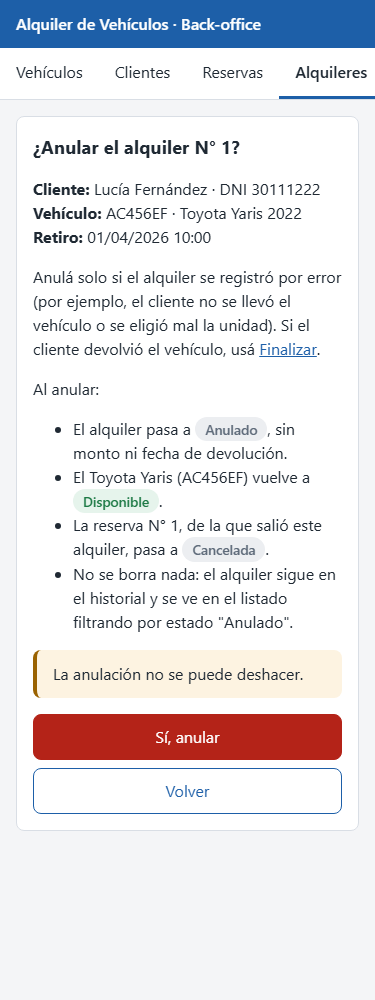 Alquiler de Vehículos · Back-office
Vehículos Clientes Reservas Alquileres
¿Anular el alquiler N° 1?
Cliente: Lucía Fernández · DNI 30111222
Vehículo: AC456EF · Toyota Yaris 2022
Retiro: 01/04/2026 10:00
Anulá solo si el alquiler se registró por error
(por ejemplo, el cliente no se llevó el
vehículo o se eligió mal la unidad). Si el
cliente devolvió el vehículo, usá Finalizar.
Al anular:
El alquiler pasa a Anulado, sin
monto ni fecha de devolución.
El Toyota Yaris (AC456EF) vuelve a
Disponible.
La reserva N° 1, de la que salió este
alquiler, pasa a Cancelada.
No se borra nada: el alquiler sigue en
el historial y se ve en el listado
filtrando por estado "Anulado".
La anulación no se puede deshacer.
Sí, anular
Volver